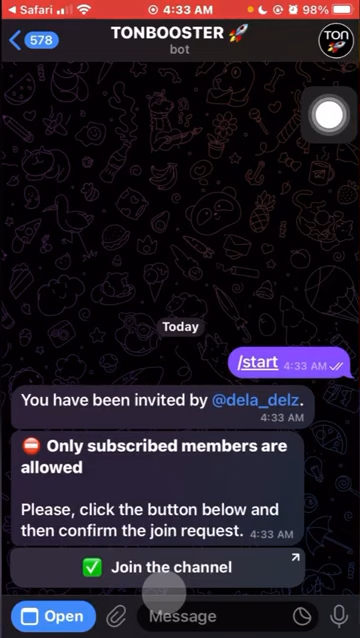 Safari 4:33 AM 98%
578 TONBOOSTER 🚀
bot
TON
Today
/start 4:33 AM
You have been invited by @dela_delz.
4:33 AM
⛔ Only subscribed members are
allowed
Please, click the button below and
then confirm the join request. 4:33 AM
✅ Join the channel
Open Message